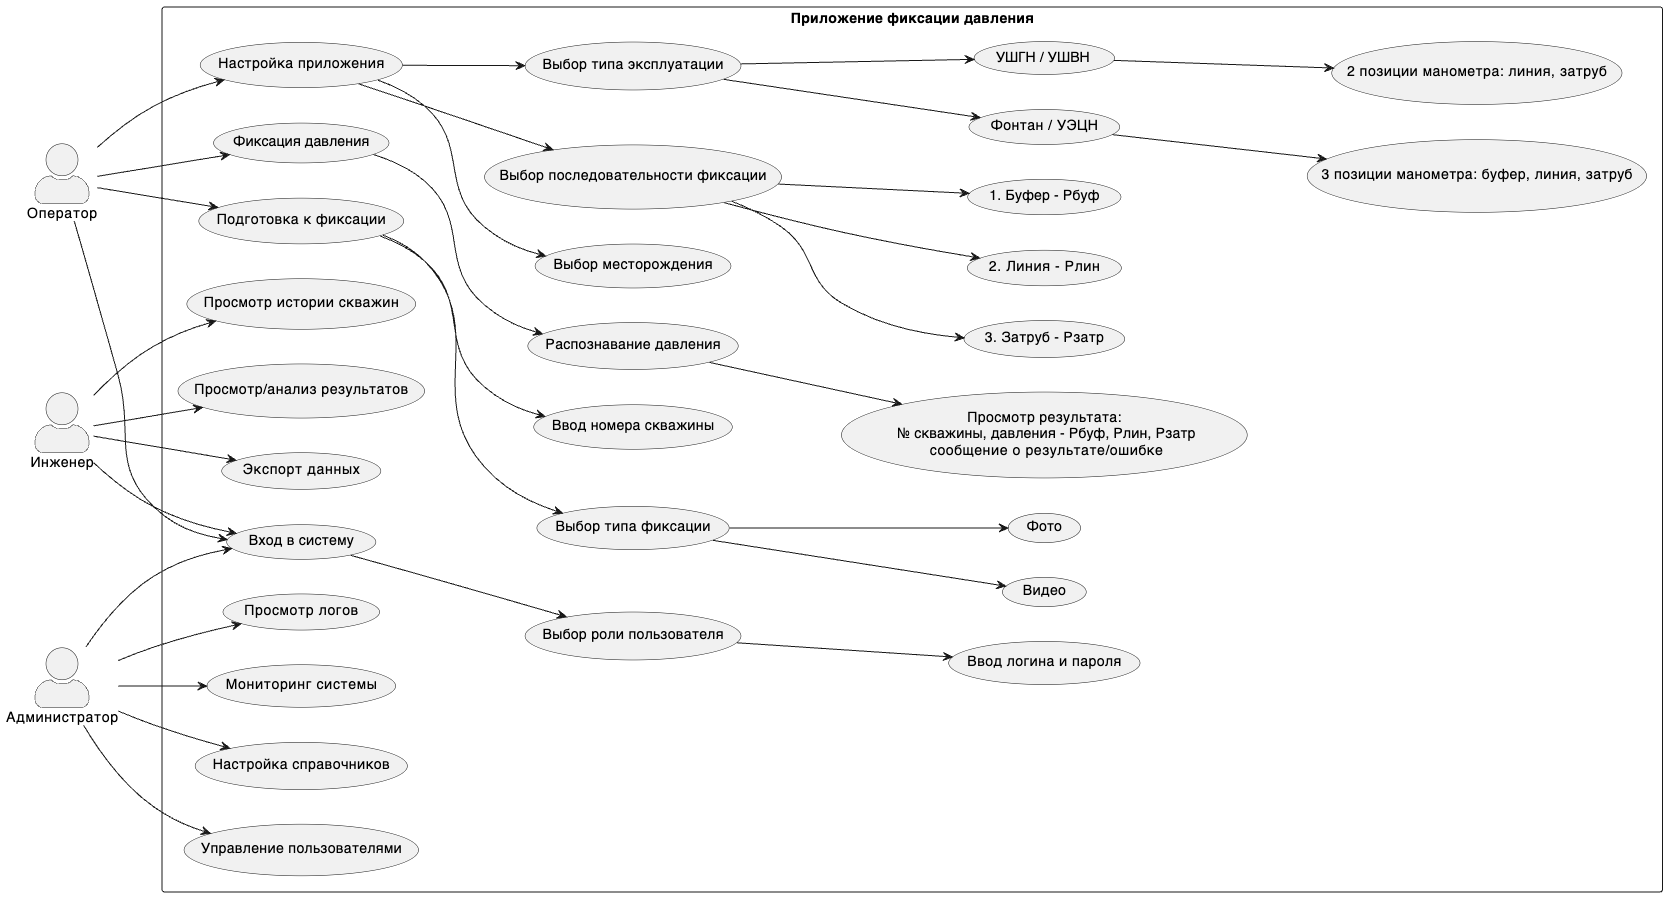 Приложение фиксации давления
Оператор
Инженер
Администратор
Настройка приложения
Фиксация давления
Подготовка к фиксации
Просмотр истории скважин
Просмотр/анализ результатов
Экспорт данных
Вход в систему
Просмотр логов
Мониторинг системы
Настройка справочников
Управление пользователями
Выбор типа эксплуатации
Выбор последовательности фиксации
Выбор месторождения
Распознавание давления
Ввод номера скважины
Выбор типа фиксации
Выбор роли пользователя
УШГН / УШВН
Фонтан / УЭЦН
1. Буфер - Рбуф
2. Линия - Рлин
3. Затруб - Рзатр
Просмотр результата:
№ скважины, давления - Рбуф, Рлин, Рзатр
сообщение о результате/ошибке
Фото
Видео
Ввод логина и пароля
2 позиции манометра: линия, затруб
3 позиции манометра: буфер, линия, затруб